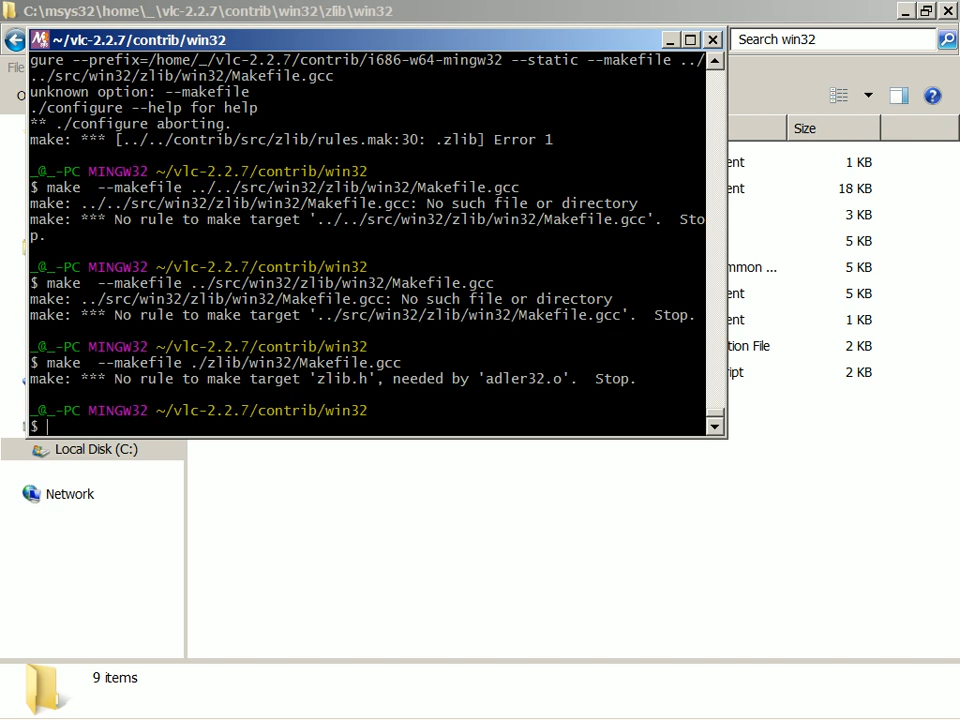 C:\msys32\home\_\vlc-2.2.7\contrib\win32\zlib\win32
~/vlc-2.2.7/contrib/win32
Search win32
gure --prefix=/home/_/vlc-2.2.7/contrib/i686-w64-mingw32 --static --makefile ../
../src/win32/zlib/win32/Makefile.gcc
unknown option: --makefile
./configure --help for help
** ./configure aborting.
make: *** [../../contrib/src/zlib/rules.mak:30: .zlib] Error 1
_@_-PC MINGW32 ~/vlc-2.2.7/contrib/win32
$ make  --makefile ../../src/win32/zlib/win32/Makefile.gcc
make: ../../src/win32/zlib/win32/Makefile.gcc: No such file or directory
make: *** No rule to make target '../../src/win32/zlib/win32/Makefile.gcc'.  Sto
p.
_@_-PC MINGW32 ~/vlc-2.2.7/contrib/win32
$ make  --makefile ../src/win32/zlib/win32/Makefile.gcc
make: ../src/win32/zlib/win32/Makefile.gcc: No such file or directory
make: *** No rule to make target '../src/win32/zlib/win32/Makefile.gcc'.  Stop.
_@_-PC MINGW32 ~/vlc-2.2.7/contrib/win32
$ make  --makefile ./zlib/win32/Makefile.gcc
make: *** No rule to make target 'zlib.h', needed by 'adler32.o'.  Stop.
_@_-PC MINGW32 ~/vlc-2.2.7/contrib/win32
$
Size
ent 1 KB
ent 18 KB
3 KB
5 KB
mmon ... 5 KB
ent 5 KB
ent 1 KB
tion File 2 KB
ipt 2 KB
Local Disk (C:)
Network
9 items